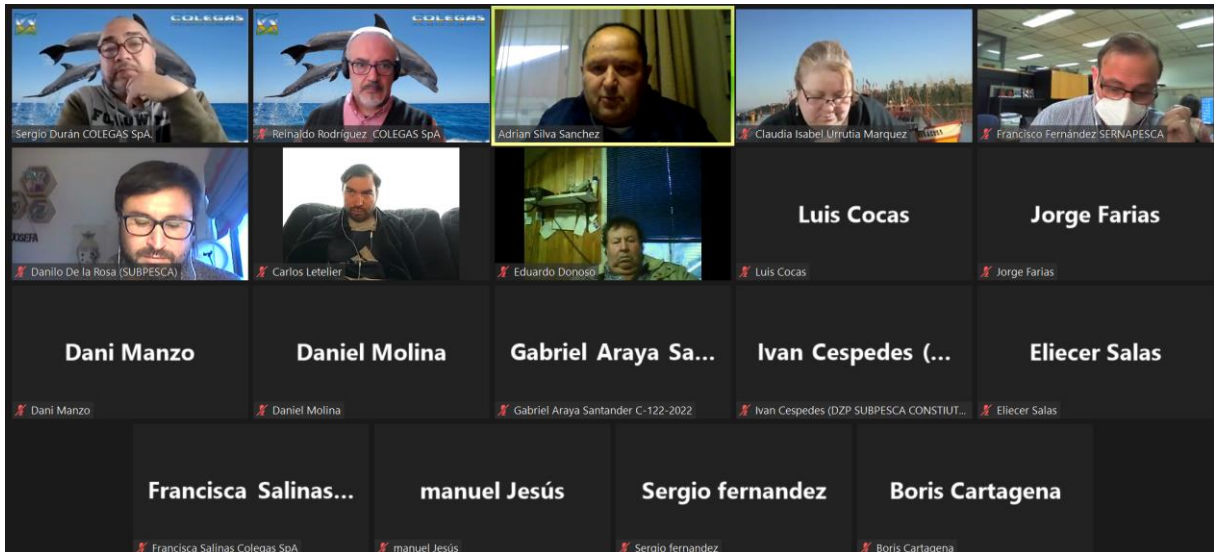 COLEGAS
COLEGAS
Sergio Durán COLEGAS SpA.
Reinaldo Rodríguez COLEGAS SpA
Adrian Silva Sanchez
Claudia Isabel Urrutia Marquez
Francisco Fernández SERNAPESCA
JOSEFA
Danilo De la Rosa (SUBPESCA)
Carlos Letelier
Eduardo Donoso
Luis Cocas
Luis Cocas
Jorge Farias
Jorge Farias
Dani Manzo
Dani Manzo
Daniel Molina
Daniel Molina
Gabriel Araya Sa...
Gabriel Araya Santander C-122-2022
Ivan Cespedes (...
Ivan Cespedes (DZP SUBPESCA CONSTIUT...
Eliecer Salas
Eliecer Salas
Francisca Salinas...
Francisca Salinas Colegas SpA
manuel Jesús
manuel Jesús
Sergio fernandez
Sergio fernandez
Boris Cartagena
Boris Cartagena